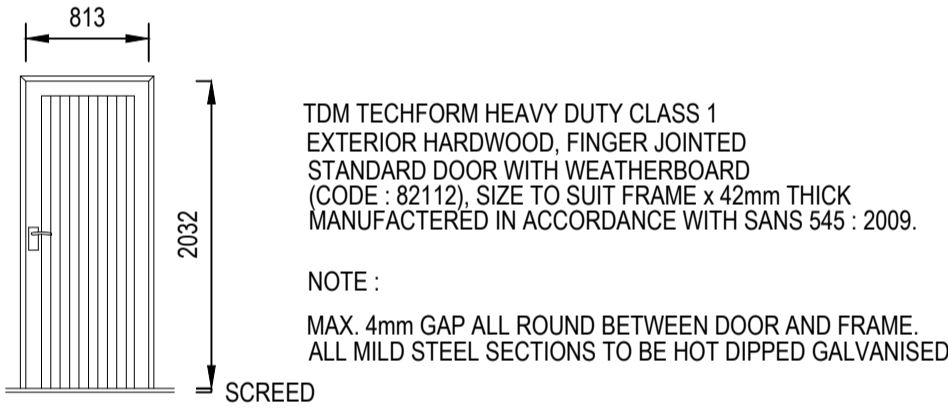 813
2032
TDM TECHFORM HEAVY DUTY CLASS 1
EXTERIOR HARDWOOD, FINGER JOINTED
STANDARD DOOR WITH WEATHERBOARD
(CODE : 82112), SIZE TO SUIT FRAME x 42mm THICK
MANUFACTERED IN ACCORDANCE WITH SANS 545 : 2009.
NOTE :
MAX. 4mm GAP ALL ROUND BETWEEN DOOR AND FRAME.
ALL MILD STEEL SECTIONS TO BE HOT DIPPED GALVANISED
SCREED